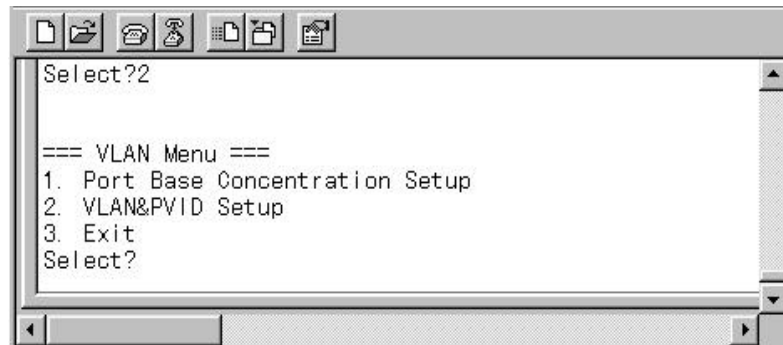 Select?2
=== VLAN Menu ===
1. Port Base Concentration Setup
2. VLAN&PVID Setup
3. Exit
Select?